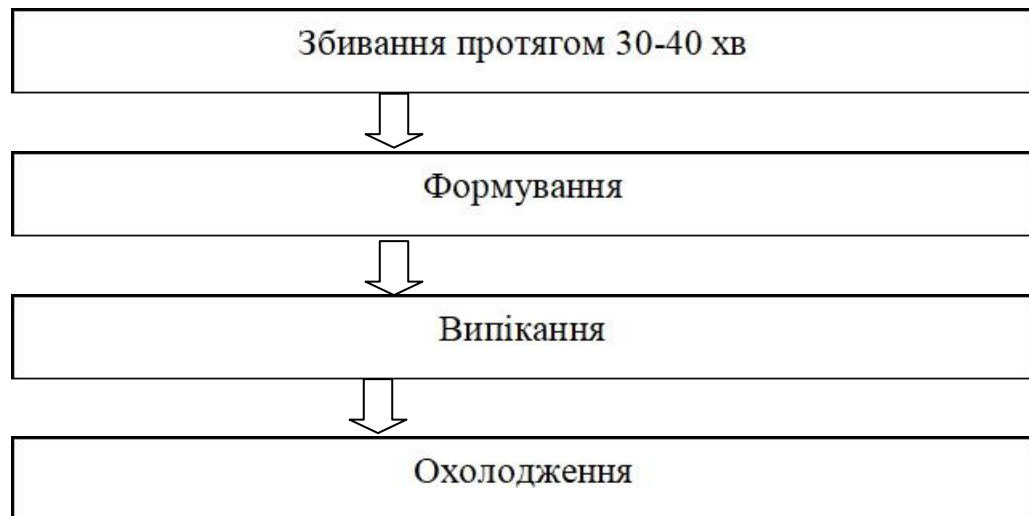 Збивання протягом 30-40 хв
Формування
Випікання
Охолодження